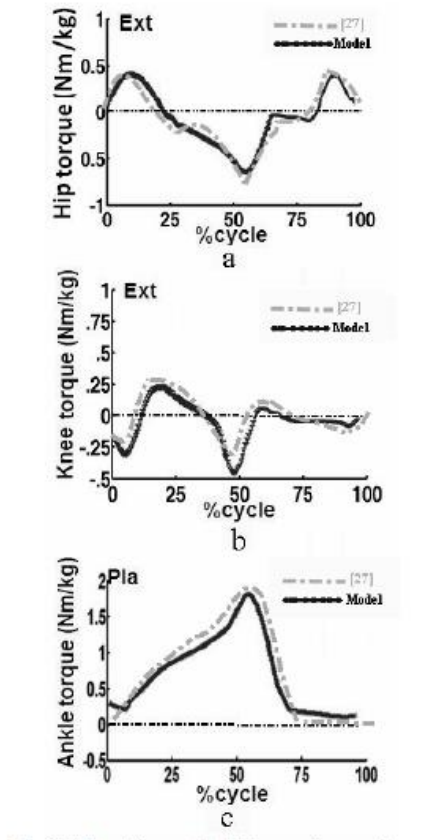 Ext
[27]
Model
1
0.5
0
0.5
-1
Hip torque (Nm/kg)
0 25 50 75 100
%cycle
a
Ext
[27]
Model
1
.75
.5
.25
0
-.25
-.5
Knee torque (Nm/kg)
0 25 50 75 100
%cycle
b
Pla
[27]
Model
2
1.5
1
0.5
0
-0.5
Ankle torque (Nm/kg)
0 25 50 75 100
%cycle
c